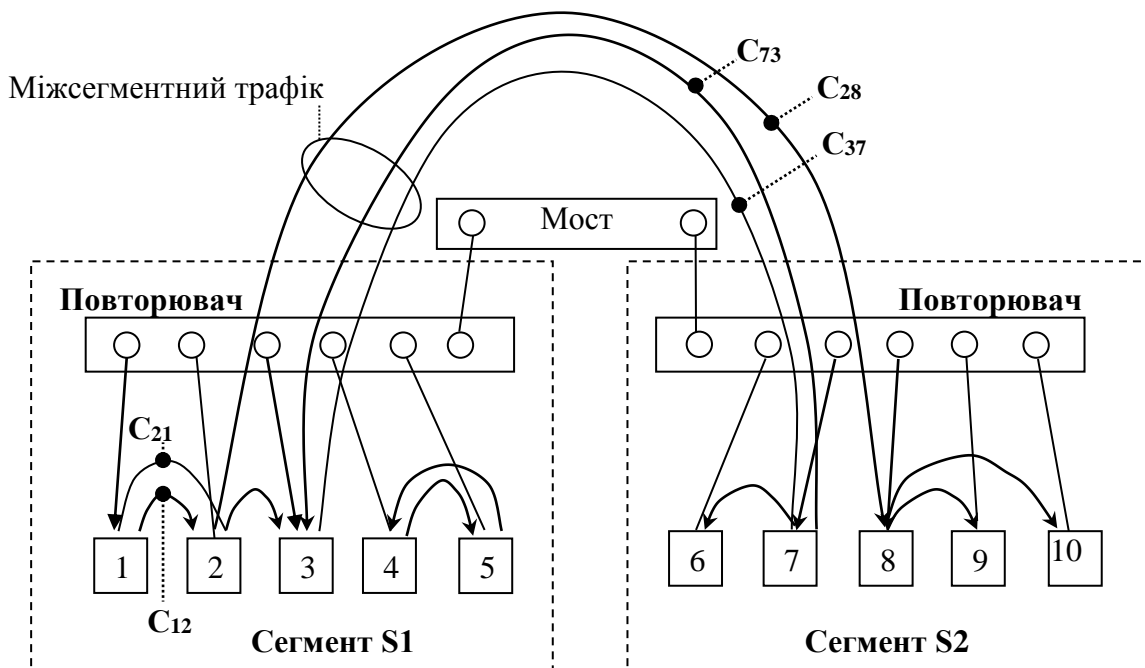 C73
C28
C37
Міжсегментний трафік
Мост
Повторювач
Повторювач
C21
C12
1
2
3
4
5
6
7
8
9
10
Сегмент S1
Сегмент S2